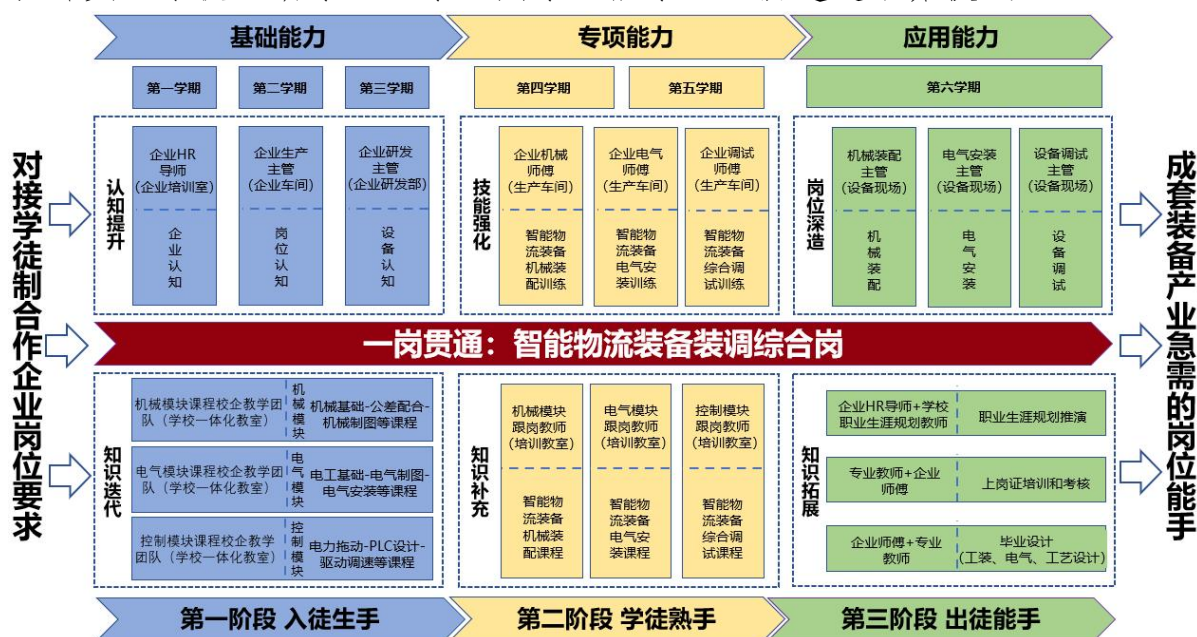 基础能力
专项能力
应用能力
第一学期
第二学期
第三学期
第四学期
第五学期
第六学期
对接学徒制合作企业岗位要求
认知提升
企业HR
导师
(企业培训室)
企业认知
企业生产
主管
(企业车间)
岗位认知
企业研发
主管
(企业研发部)
设备认知
技能强化
企业机械
师傅
(生产车间)
智能物
流装备
机械装
配训练
企业电气
师傅
(生产车间)
智能物
流装备
电气安
装训练
企业调试
师傅
(生产车间)
智能物
流装备
综合调
试训练
岗位深造
机械装配
主管
(设备现场)
机械装配
电气安装
主管
(设备现场)
电气安装
设备调试
主管
(设备现场)
设备调试
成套装备产业急需的岗位能手
一岗贯通：智能物流装备装调综合岗
知识迭代
机械模块课程校企教学团
队（学校一体化教室）
机械模块
机械基础-公差配合-
机械制图等课程
电气模块课程校企教学团
队（学校一体化教室）
电气模块
电工基础-电气制图-
电气安装等课程
控制模块课程校企教学
团队（学校一体化教室）
控制模块
电力拖动-PLC设计-
驱动调速等课程
知识补充
机械模块
跟岗教师
(培训教室)
智能物
流装备
机械装
配课程
电气模块
跟岗教师
(培训教室)
智能物
流装备
电气安
装课程
控制模块
跟岗教师
(培训教室)
智能物
流装备
综合调
试课程
知识拓展
企业HR导师+学校
职业生涯规划教师
职业生涯规划推演
专业教师+企业
师傅
上岗证培训和考核
企业师傅+专业
教师
毕业设计
(工装、电气、工艺设计)
第一阶段 入徒生手
第二阶段 学徒熟手
第三阶段 出徒能手